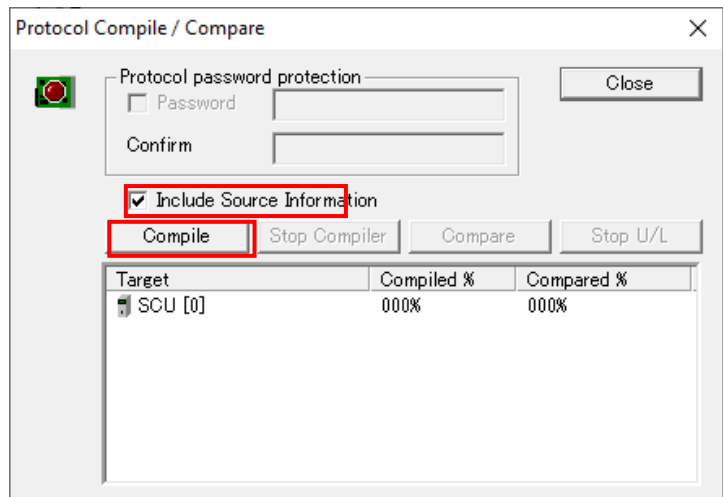 Protocol Compile / Compare
Protocol password protection
Password
Close
Confirm
Include Source Information
Compile Stop Compiler Compare Stop U/L
Target Compiled % Compared %
SCU [0] 000% 000%